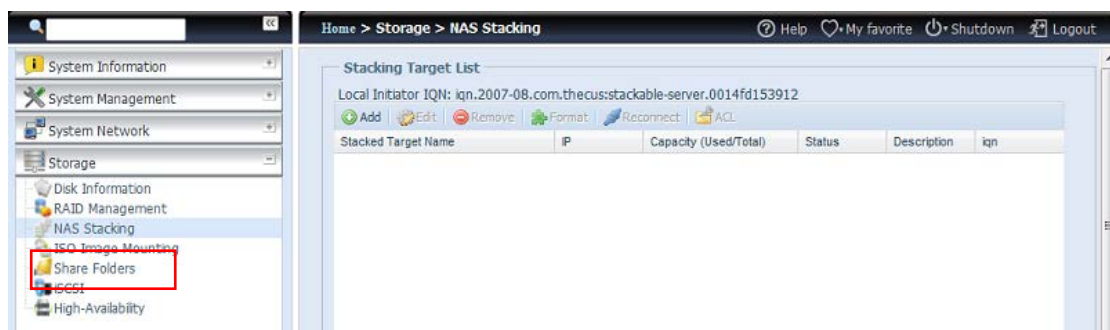 Home > Storage > NAS Stacking
Help My favorite Shutdown Logout
System Information
System Management
System Network
Storage
Disk Information
RAID Management
NAS Stacking
ISO Image Mounting
Share Folders
iSCSI
High-Availability
Stacking Target List
Local Initiator IQN: iqn.2007-08.com.thecus:stackable-server.0014fd153912
Add Edit Remove Format Reconnect ACL
Stacked Target Name IP Capacity (Used/Total) Status Description iqn